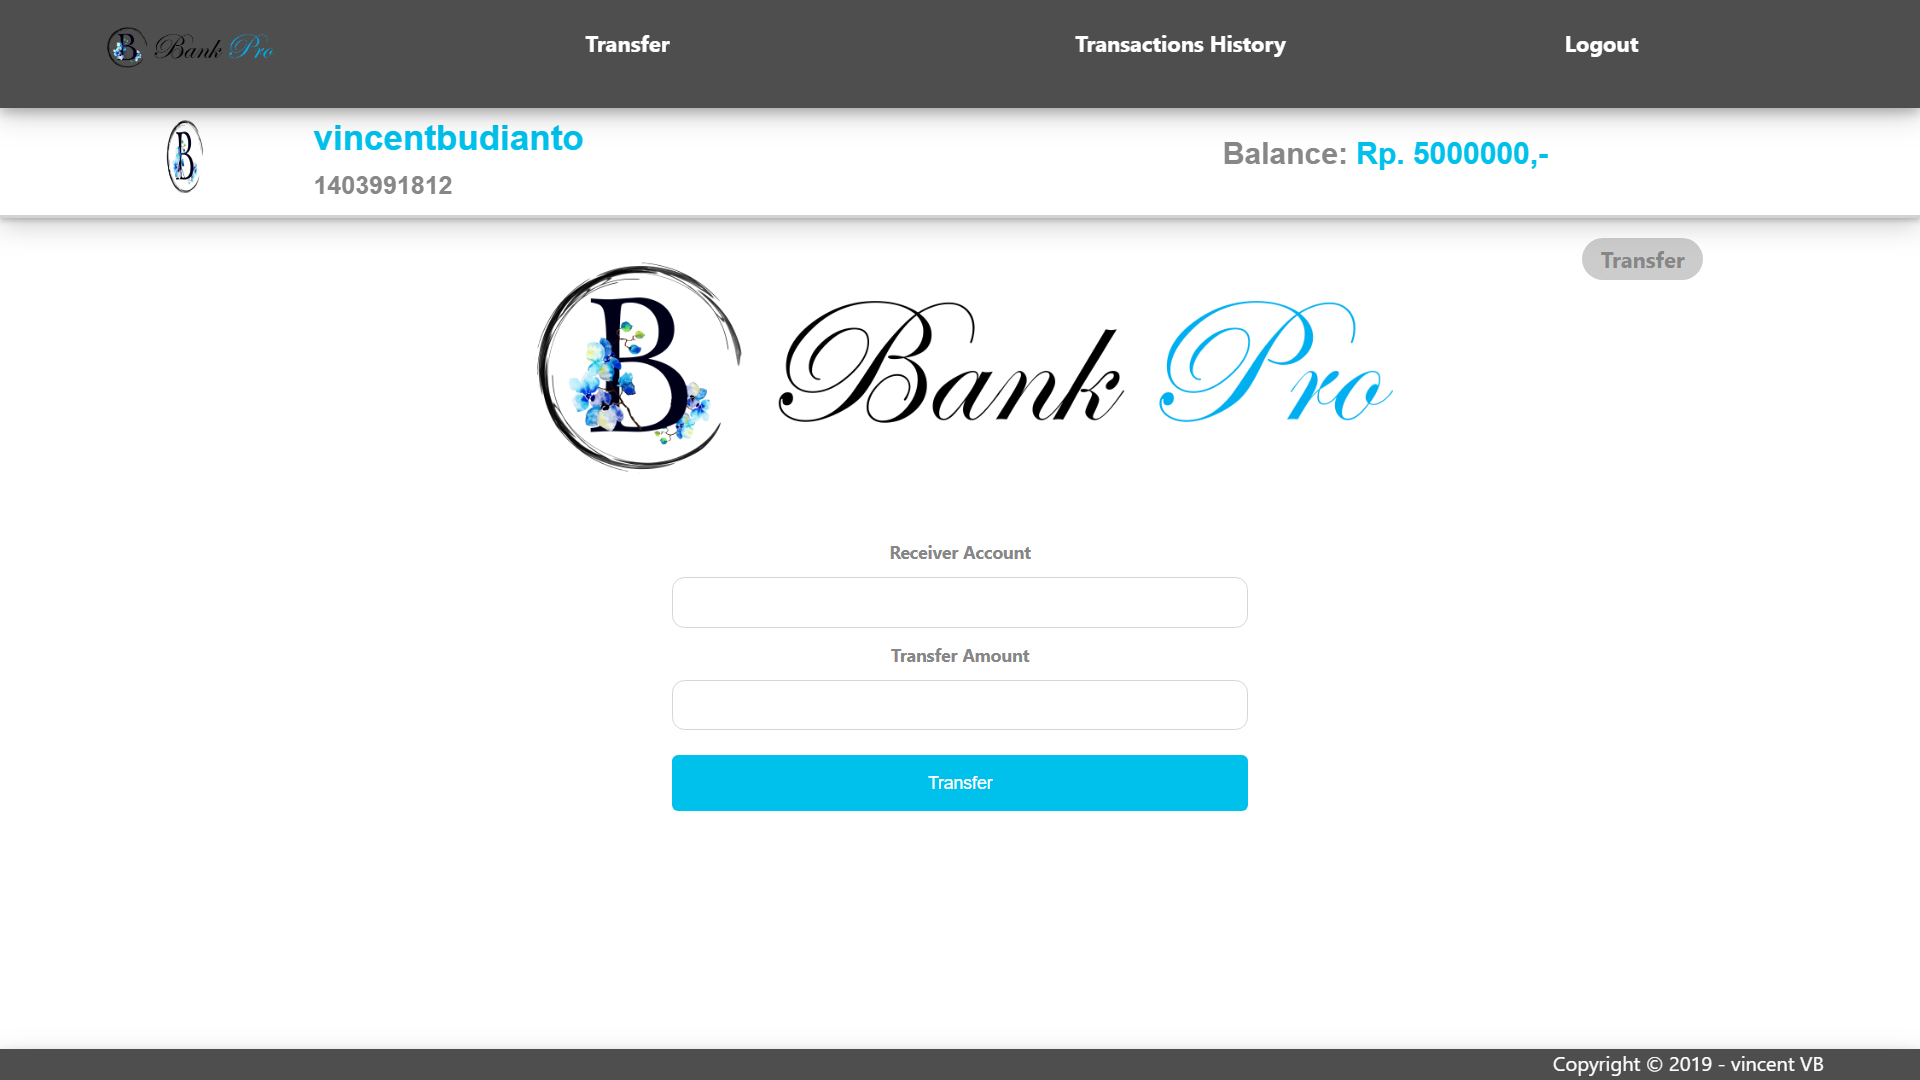 B Bank Pro
Transfer
Transactions History
Logout
B
vincentbudianto
1403991812
Balance: Rp. 5000000,-
Transfer
B Bank Pro
Receiver Account
Transfer Amount
Transfer
Copyright © 2019 - vincent VB